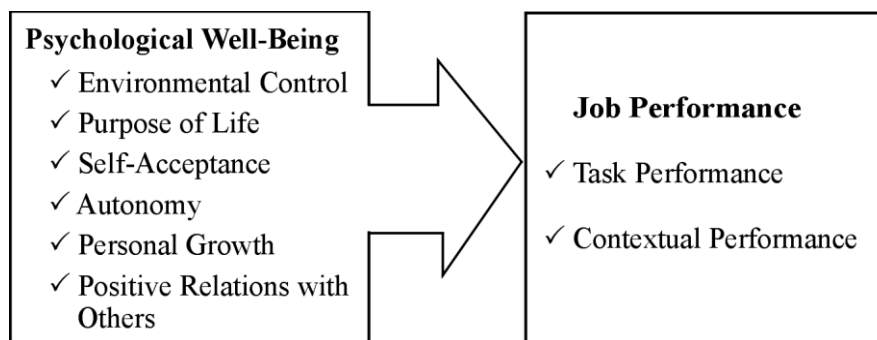 Psychological Well-Being
✓ Environmental Control
✓ Purpose of Life
✓ Self-Acceptance
✓ Autonomy
✓ Personal Growth
✓ Positive Relations with
Others
Job Performance
✓ Task Performance
✓ Contextual Performance